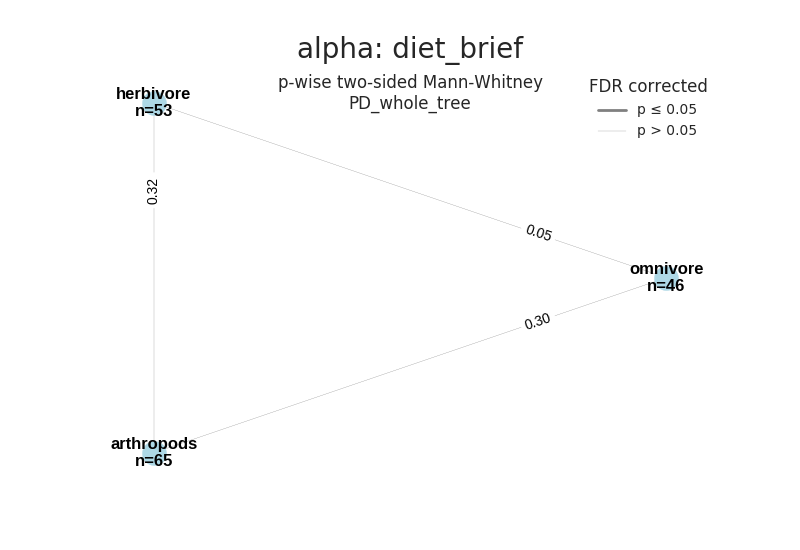 alpha: diet_brief
p-wise two-sided Mann-Whitney
PD_whole_tree
FDR corrected
p ≤ 0.05
p > 0.05
herbivore
n=53
0.32
0.05
omnivore
n=46
0.30
arthropods
n=65